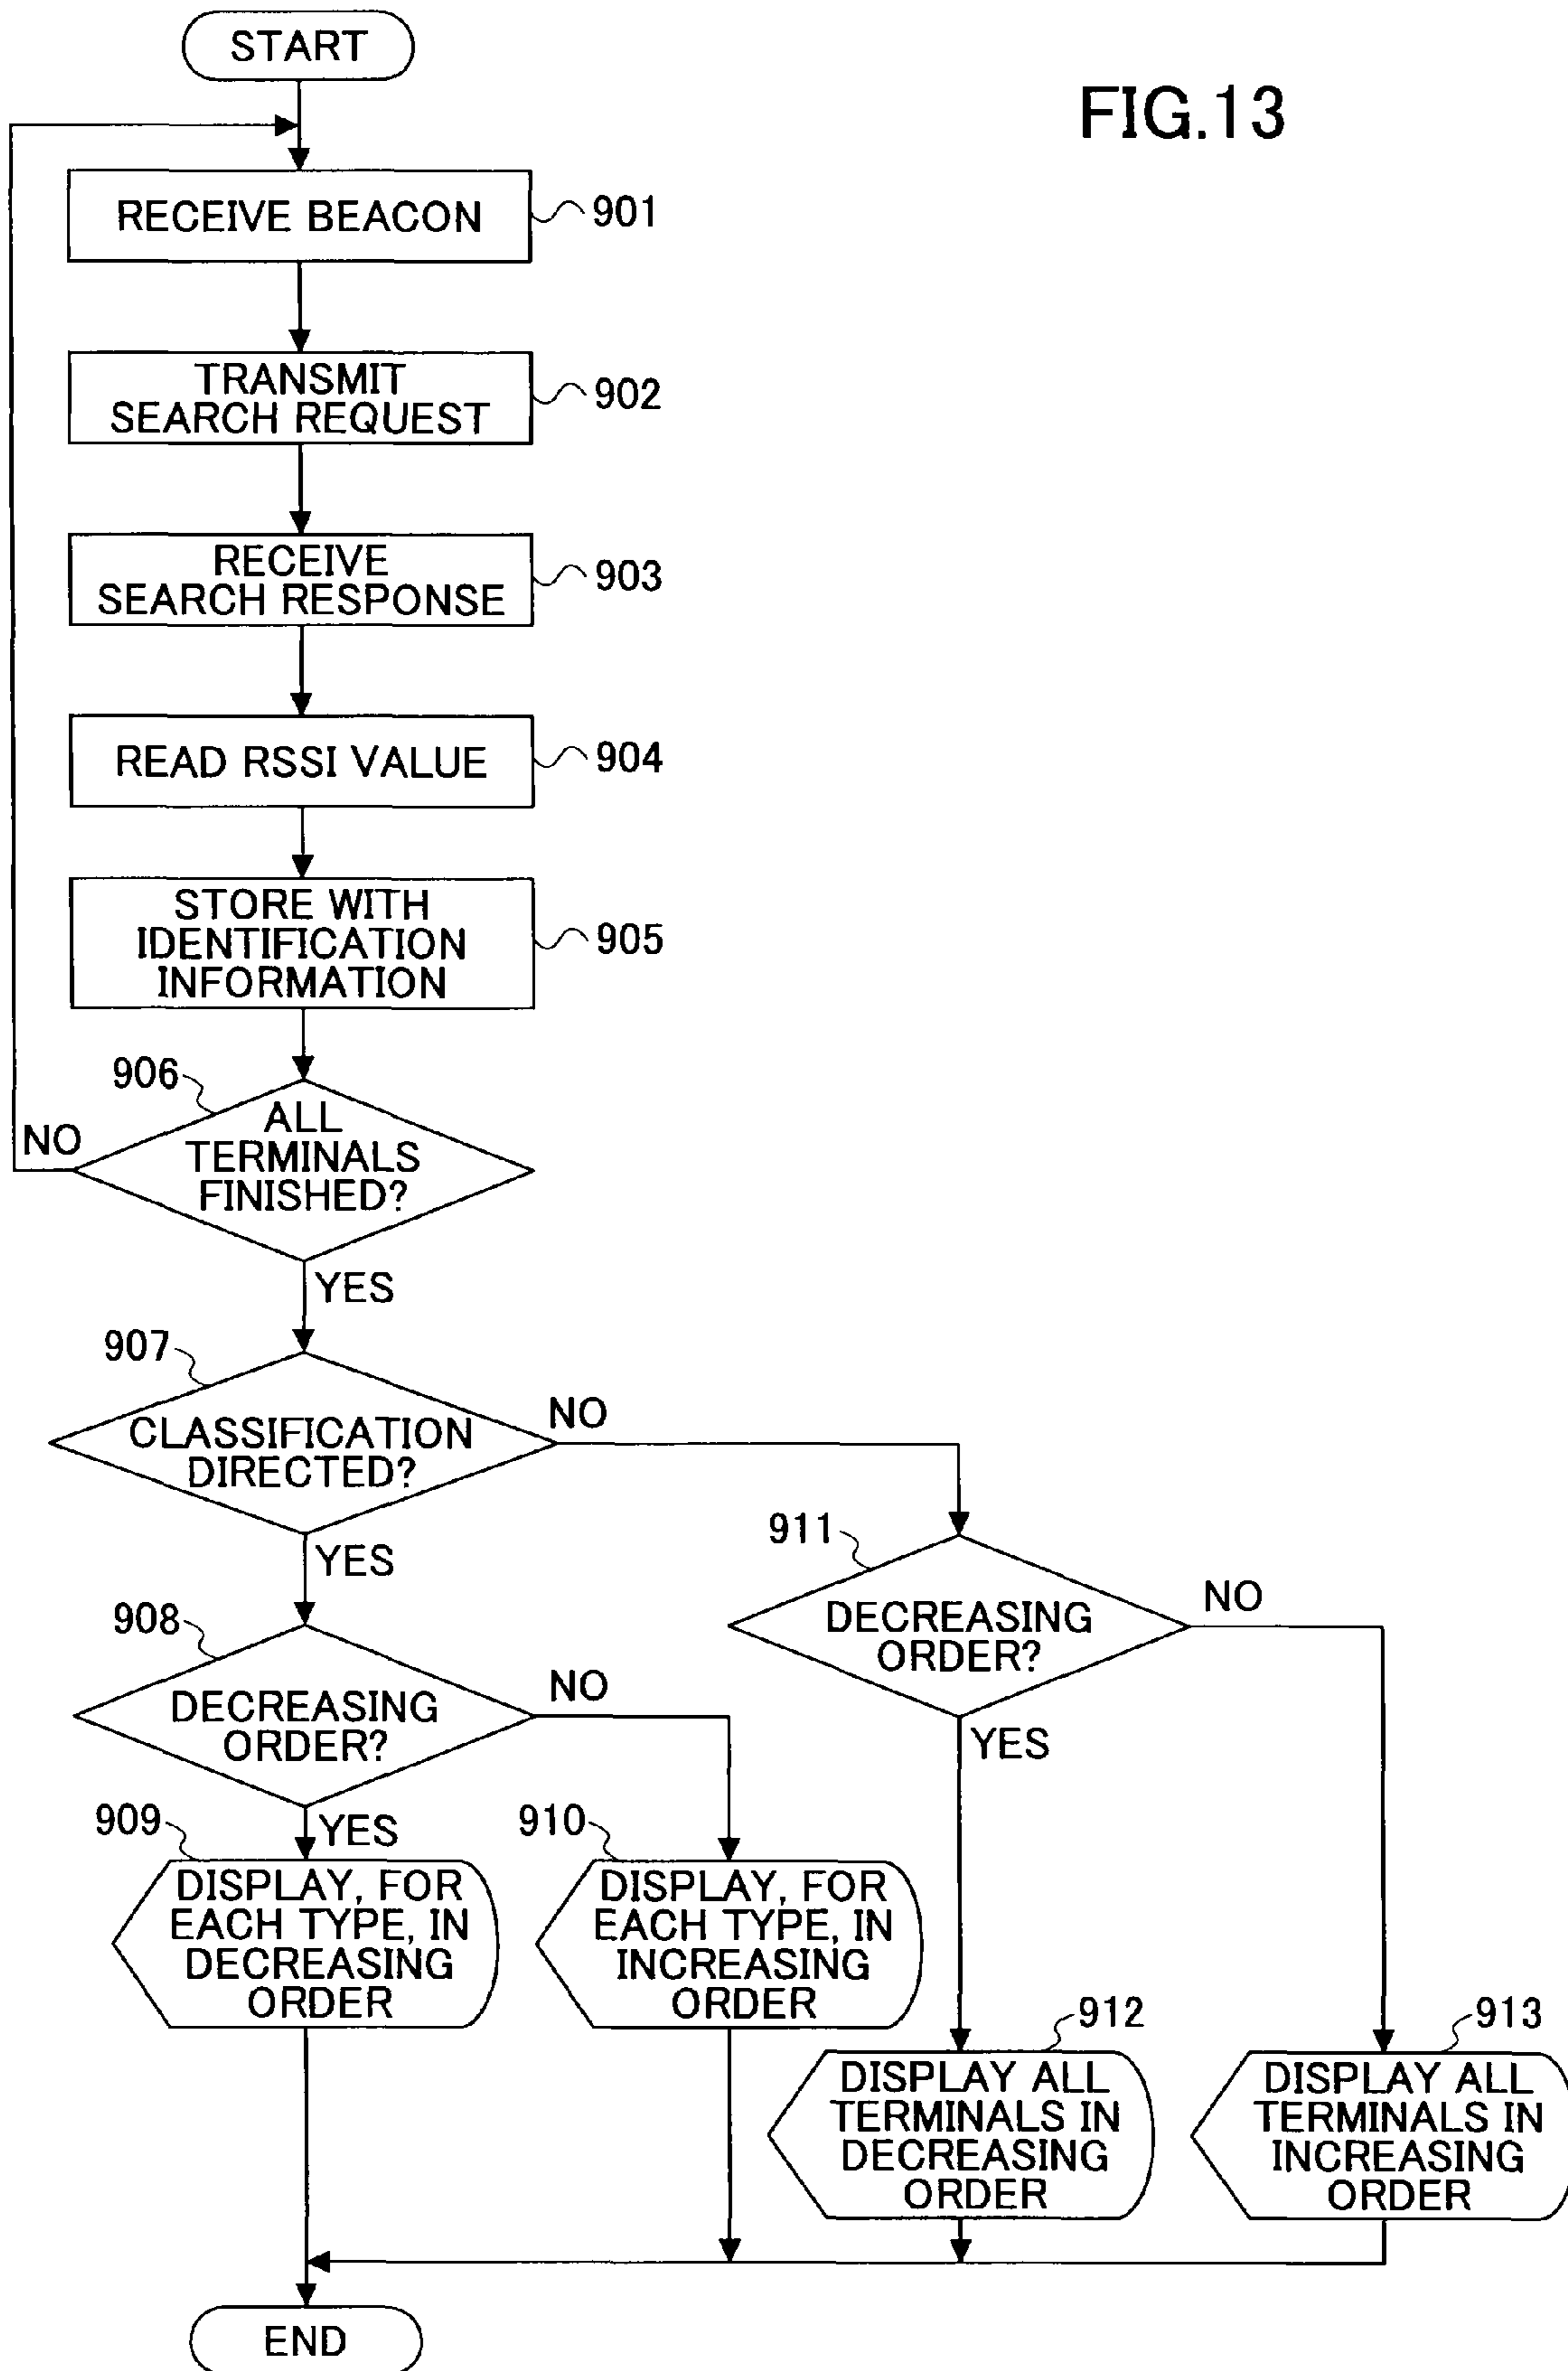 START
FIG.13
RECEIVE BEACON
901
TRANSMIT
SEARCH REQUEST
902
RECEIVE
SEARCH RESPONSE
903
READ RSSI VALUE
904
STORE WITH
IDENTIFICATION
INFORMATION
905
906
ALL
TERMINALS
FINISHED?
NO
YES
907
CLASSIFICATION
DIRECTED?
NO
YES
911
DECREASING
ORDER?
NO
YES
908
DECREASING
ORDER?
NO
YES
909
DISPLAY, FOR
EACH TYPE, IN
DECREASING
ORDER
910
DISPLAY, FOR
EACH TYPE, IN
INCREASING
ORDER
912
DISPLAY ALL
TERMINALS IN
DECREASING
ORDER
913
DISPLAY ALL
TERMINALS IN
INCREASING
ORDER
END